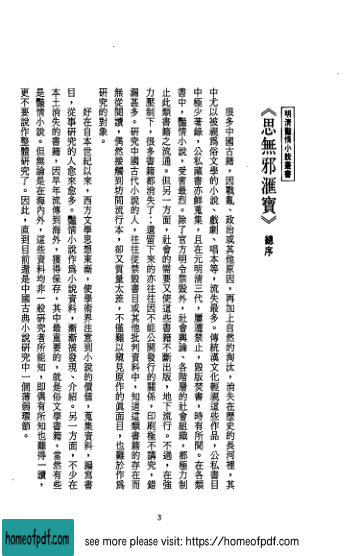 明清艷情小說叢書
《思無邪滙寶》 總序
很多中國古籍，因戰亂、政治或其他原因，再加上自然的淘汰，消失在歷史的長河裡，其
中尤以被視爲俗文學的小說、戲劇、唱本等，流失最多。傳統漢文化輕視這些作品，公私書目
中極少著錄，公私藏書亦鮮蒐集，且在元明清三代，屢遭禁止，毀版禁書，時有所聞。在各類
書中，艷情小說，受害最烈。除了官方明令禁毀外，社會輿論、各階層的社會組織，都極力制
止此類書籍之流通。但另一方面，社會的需要又使這些書籍不斷出版，地下流行。不過，在強
力壓制下，很多書籍都消失了；遺留下來的亦往往因不能公開發行的關係，印刷極不講究，錯
漏甚多。研究中國古代小說的人，往往從禁毀書目或其他批判資料中，知道這類書籍的存在而
無從閱讀，偶然接觸到坊間流行本，卻又質量太差，不僅難以窺見原作的眞面目，也難於作爲
研究的對象。
好在自本世紀以來，西方文學思想東漸，使學術界注意到小說的價值，蒐集資料，編寫書
目，從事研究的人愈來愈多。艷情小說作爲小說資料，漸漸被發現、介紹。另一方面，不少在
本土消失的書籍，因早年流傳到海外，獲得保存，其中最重要的，就是俗文學書籍，當然有些
是艷情小說。但無論是在海內外，這些資料均非一般研究者所能知，即偶有所知也難得一讀，
更不要說作整體研究了。因此，直到目前還是中國古典小說研究中一個薄弱環節。
3
homeofpdf.com
see more please visit: https://homeofpdf.com